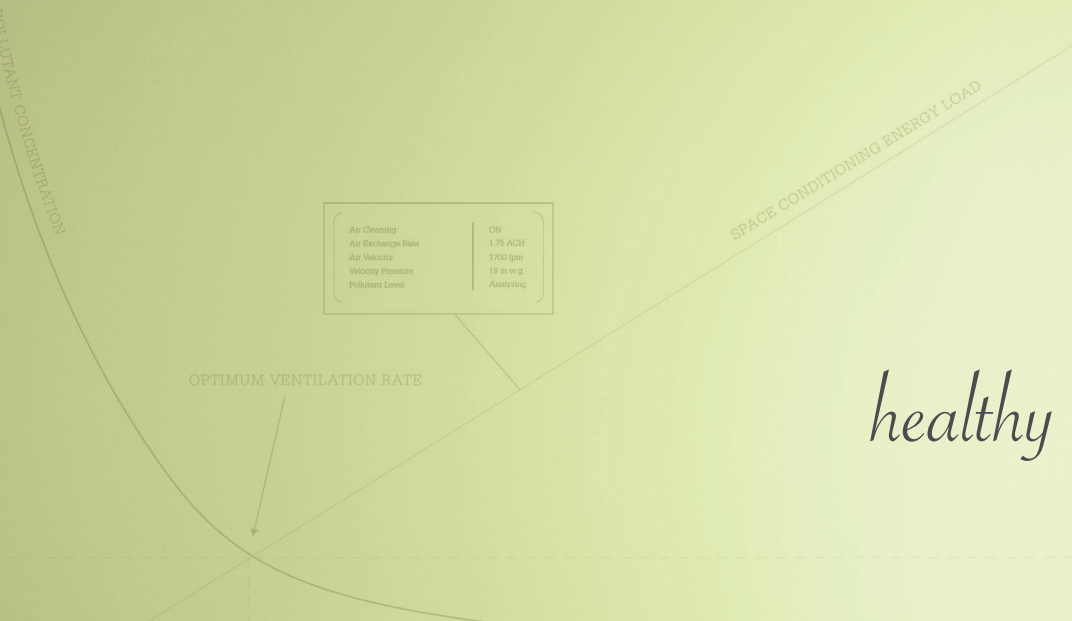 POLLUTANT CONCENTRATION
SPACE CONDITIONING ENERGY LOAD
Air Cleaning ON
Air Exchange Rate 1.75 ACH
Air Velocity 1700 fpm
Velocity Pressure 19 in w.g.
Pollutant Level Analyzing
OPTIMUM VENTILATION RATE
healthy